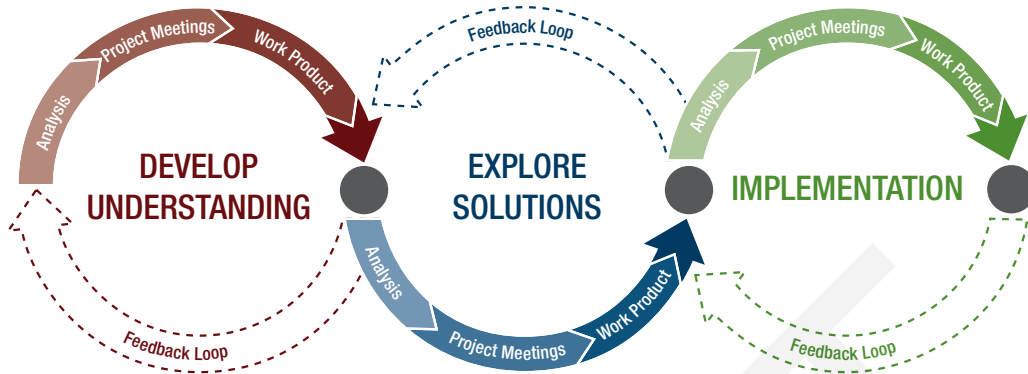 Analysis
Project Meetings
Work Product
DEVELOP
UNDERSTANDING
Feedback Loop
Feedback Loop
EXPLORE
SOLUTIONS
Analysis
Project Meetings
Work Product
Analysis
Project Meetings
Work Product
IMPLEMENTATION
Feedback Loop